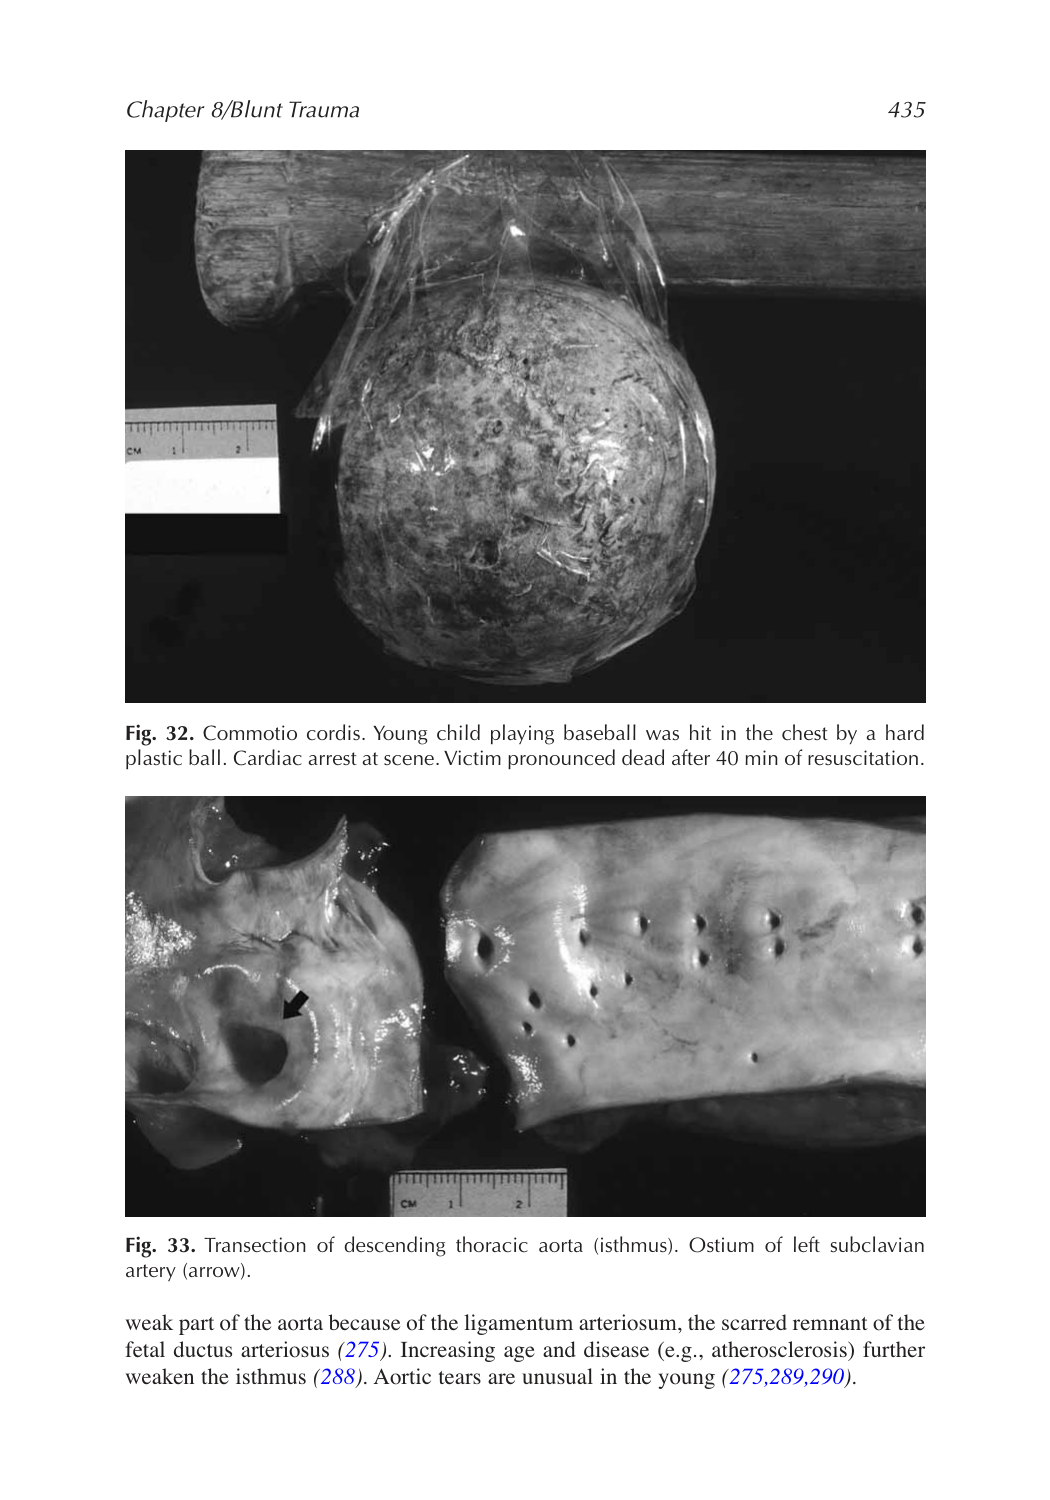 Chapter 8/Blunt Trauma 435
CM 1 2
Fig. 32. Commotio cordis. Young child playing baseball was hit in the chest by a hard
plastic ball. Cardiac arrest at scene. Victim pronounced dead after 40 min of resuscitation.
CM 1 2
Fig. 33. Transection of descending thoracic aorta (isthmus). Ostium of left subclavian
artery (arrow).
weak part of the aorta because of the ligamentum arteriosum, the scarred remnant of the
fetal ductus arteriosus (275). Increasing age and disease (e.g., atherosclerosis) further
weaken the isthmus (288). Aortic tears are unusual in the young (275,289,290).